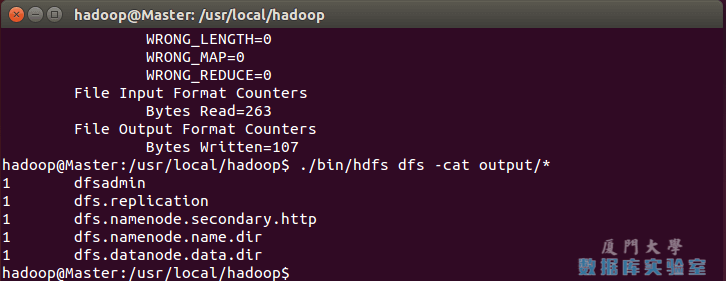 hadoop@Master: /usr/local/hadoop
WRONG_LENGTH=0
WRONG_MAP=0
WRONG_REDUCE=0
File Input Format Counters
Bytes Read=263
File Output Format Counters
Bytes Written=107
hadoop@Master:/usr/local/hadoop$ ./bin/hdfs dfs -cat output/*
1 dfsadmin
1 dfs.replication
1 dfs.namenode.secondary.http
1 dfs.namenode.name.dir
1 dfs.datanode.data.dir
hadoop@Master:/usr/local/hadoop$
厦門大學
数据库实验室